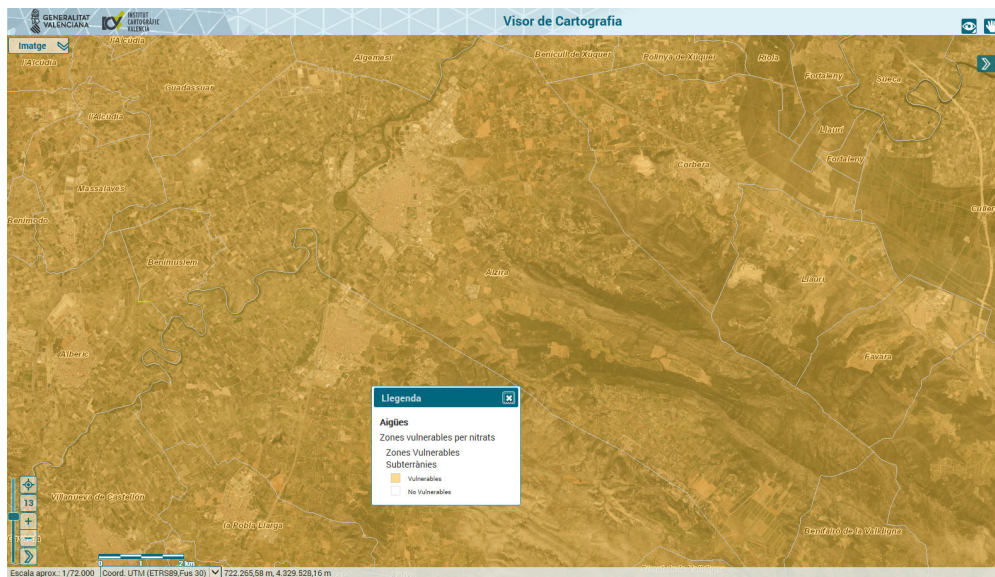 GENERALITAT
VALENCIANA
ICV
INSTITUT
CARTOGRÀFIC
VALENCIÀ
Visor de Cartografia
Imatge
l'Alcúdia
l'Alcúdia
Algemesí
Benicull de Xúquer
Polinyà de Xúquer
Riola
Fortaleny
Sueca
Guadassuar
l'Alcúdia
Llaurí
Fortaleny
Corbera
Massalavés
Benimodo
Culler
Benimuslem
Alzira
Llaurí
Alberic
Favara
Llegenda
Aigües
Zones vulnerables per nitrats
Zones Vulnerables
Subterrànies
Vulnerables
No Vulnerables
13
+
Villanueva de Castellón
la Pobla Llarga
Benifairó de la Valldigna
0 1 2 km
Escala aprox.: 1/72.000 Coord. UTM (ETRS89,Fus 30) 722.265,58 m, 4.329.528,16 m